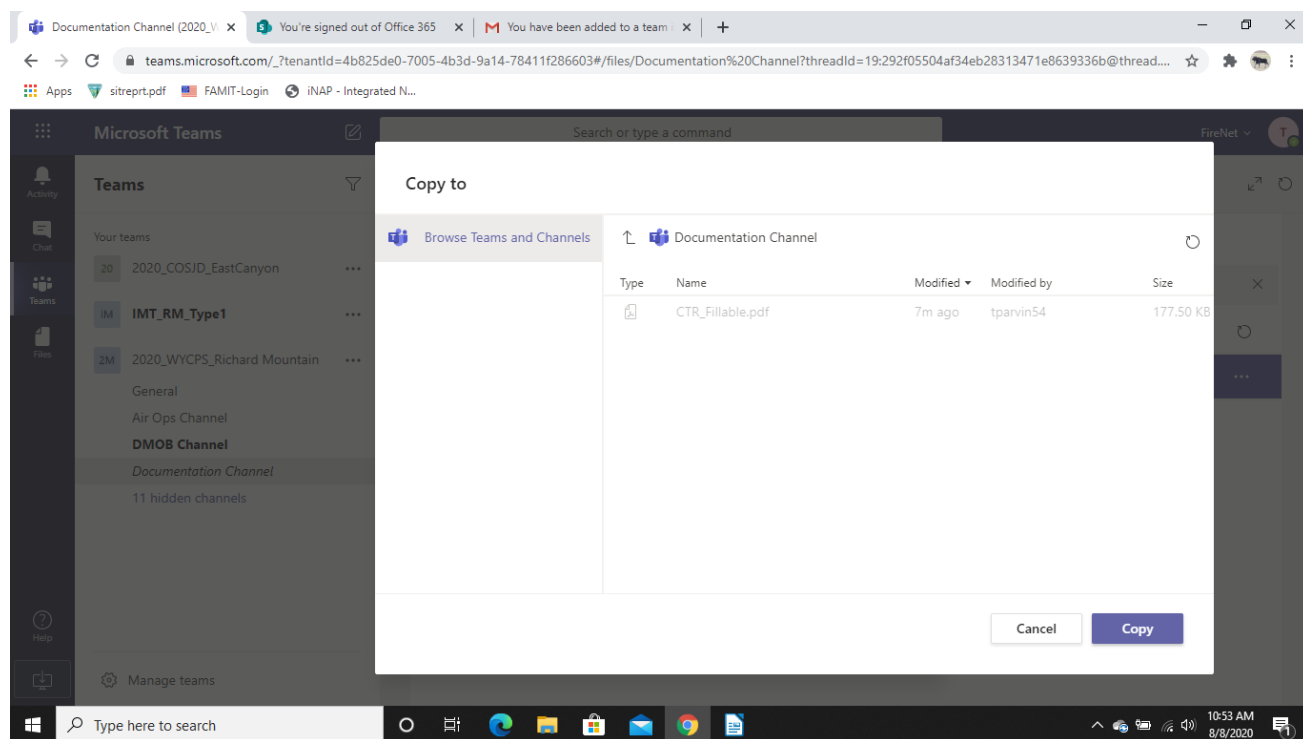 Documentation Channel (2020_W
You're signed out of Office 365
M You have been added to a team
teams.microsoft.com/_?tenantId=4b825de0-7005-4b3d-9a14-78411f286603#/files/Documentation%20Channel?threadId=19:292f05504af34eb28313471e8639336b@thread....
Apps sitreprt.pdf FAMIT-Login iNAP - Integrated N...
Microsoft Teams
Search or type a command
FireNet
T
Activity
Chat
Teams
Files
Help
Teams
Your teams
20 2020_COSJD_EastCanyon
IM IMT_RM_Type1
2M 2020_WYCPS_Richard Mountain
General
Air Ops Channel
DMOB Channel
Documentation Channel
11 hidden channels
Manage teams
Copy to
Browse Teams and Channels
Documentation Channel
Type Name Modified Modified by Size
CTR_Fillable.pdf 7m ago tparvin54 177.50 KB
Cancel Copy
Type here to search
10:53 AM
8/8/2020
1